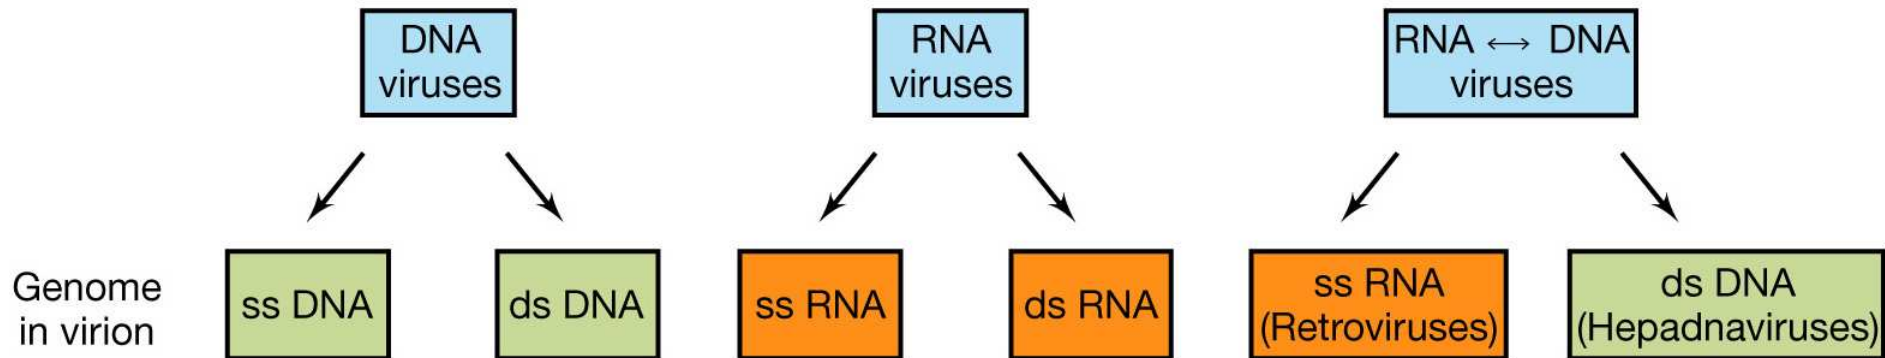 DNA
viruses
RNA
viruses
RNA ↔ DNA
viruses
Genome
in virion
ss DNA
ds DNA
ss RNA
ds RNA
ss RNA
(Retroviruses)
ds DNA
(Hepadnaviruses)